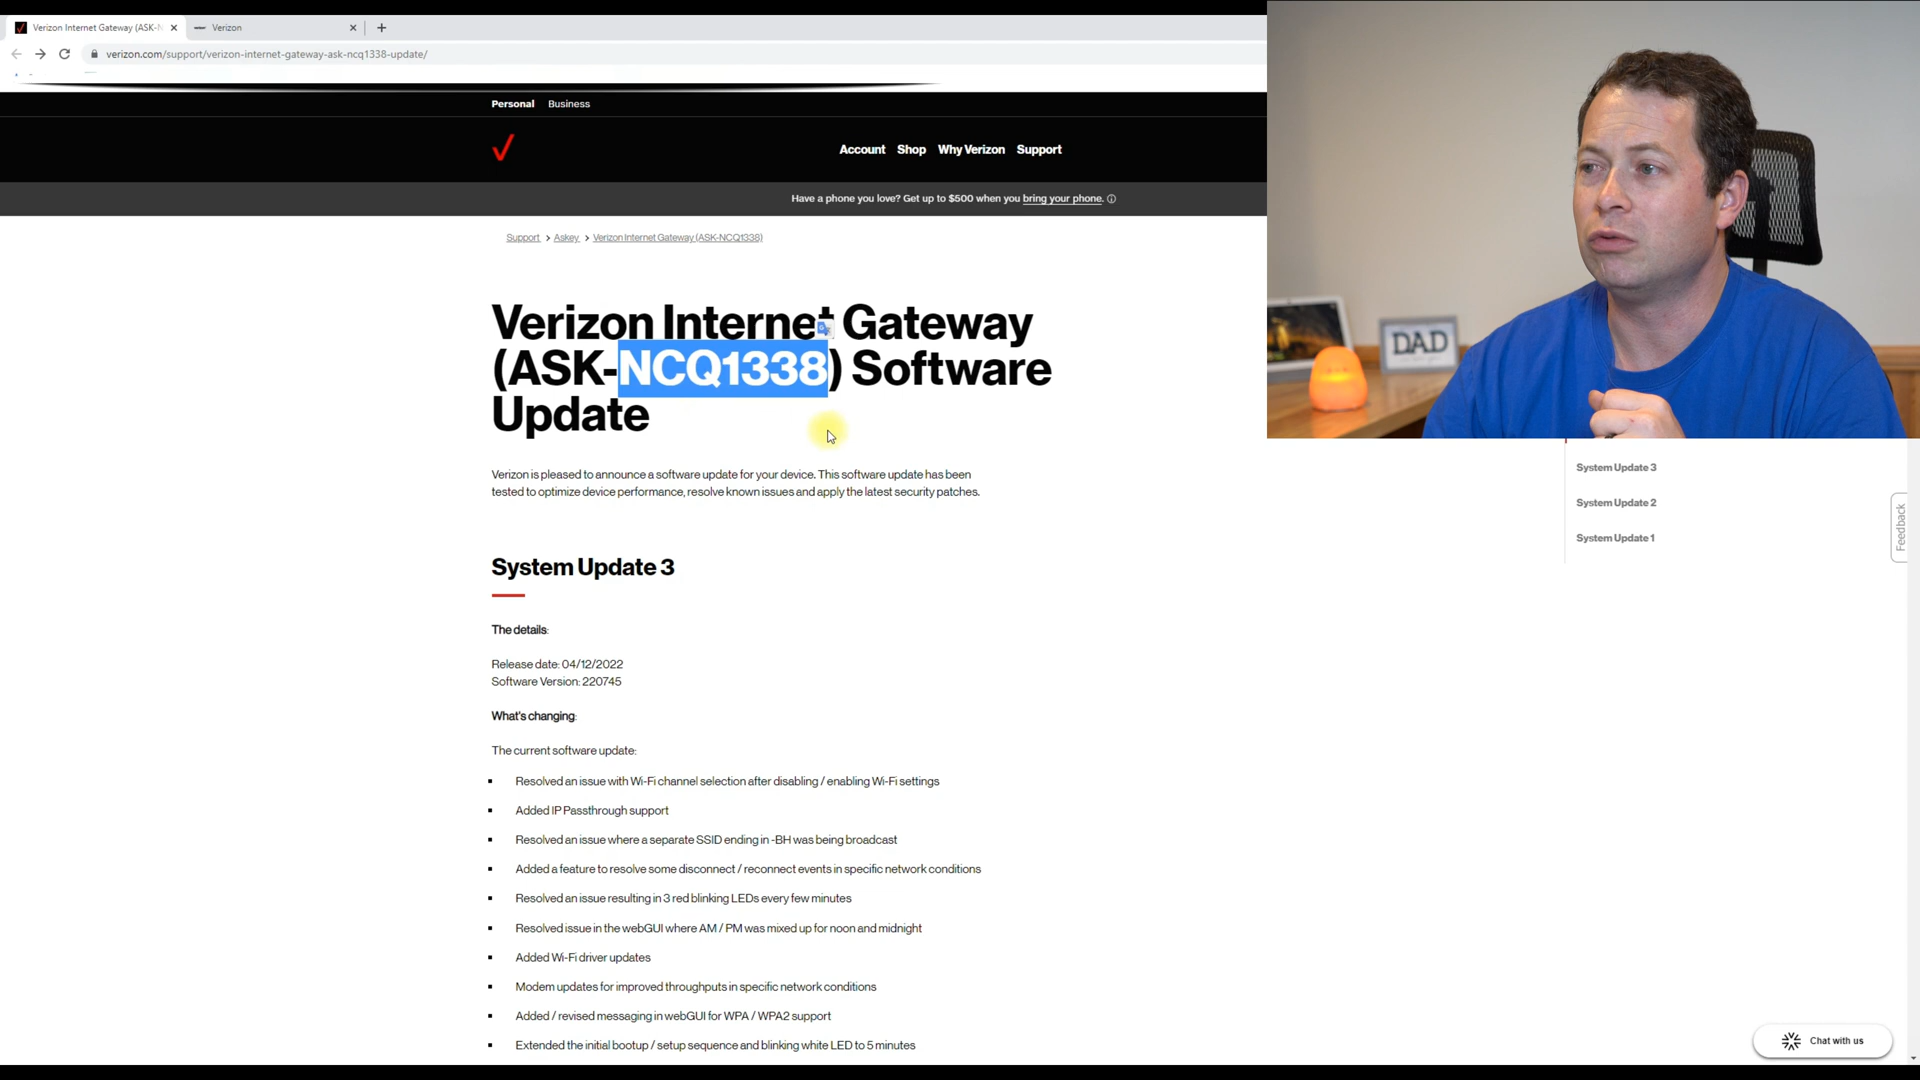 Verizon Internet Gateway (ASK-N
Verizon
verizon.com/support/verizon-internet-gateway-ask-ncq1338-update/
Personal Business
Account Shop Why Verizon Support
Have a phone you love? Get up to $500 when you bring your phone.
Support > Askey > Verizon Internet Gateway (ASK-NCQ1338)
Verizon Internet Gateway
(ASK-NCQ1338) Software
Update
DAD
Verizon is pleased to announce a software update for your device. This software update has been
tested to optimize device performance, resolve known issues and apply the latest security patches.
System Update 3
System Update 2
System Update 1
Feedback
System Update 3
The details:
Release date: 04/12/2022
Software Version: 220745
What's changing:
The current software update:
Resolved an issue with Wi-Fi channel selection after disabling / enabling Wi-Fi settings
Added IP Passthrough support
Resolved an issue where a separate SSID ending in -BH was being broadcast
Added a feature to resolve some disconnect / reconnect events in specific network conditions
Resolved an issue resulting in 3 red blinking LEDs every few minutes
Resolved issue in the webGUI where AM / PM was mixed up for noon and midnight
Added Wi-Fi driver updates
Modem updates for improved throughputs in specific network conditions
Added / revised messaging in webGUI for WPA / WPA2 support
Extended the initial bootup / setup sequence and blinking white LED to 5 minutes
Chat with us